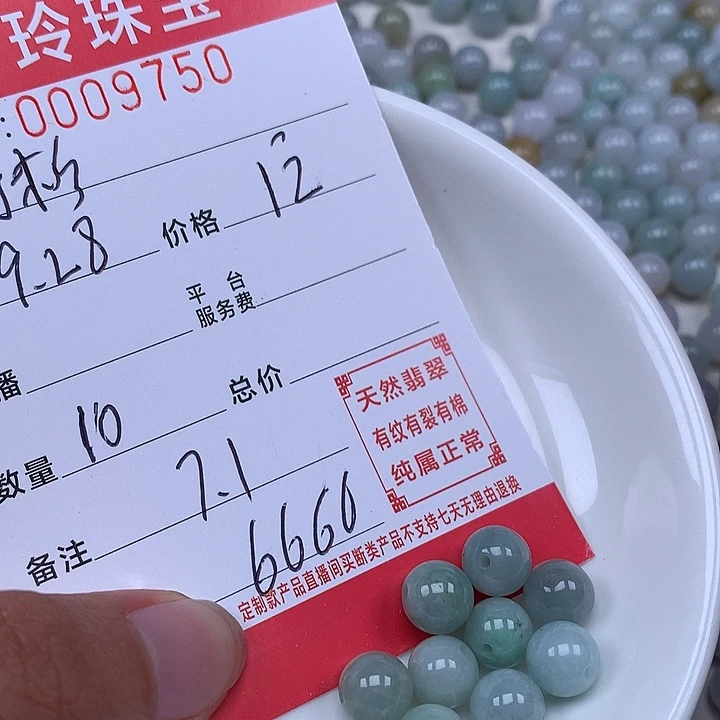 玲珠宝
:0009750
9.28 价格 12
平台
服务费
播
数量 10 总价
7.1
备注 6660
天然翡翠
有纹有裂有棉
纯属正常
定制款产品直播间买断类产品不支持七天无理由退换